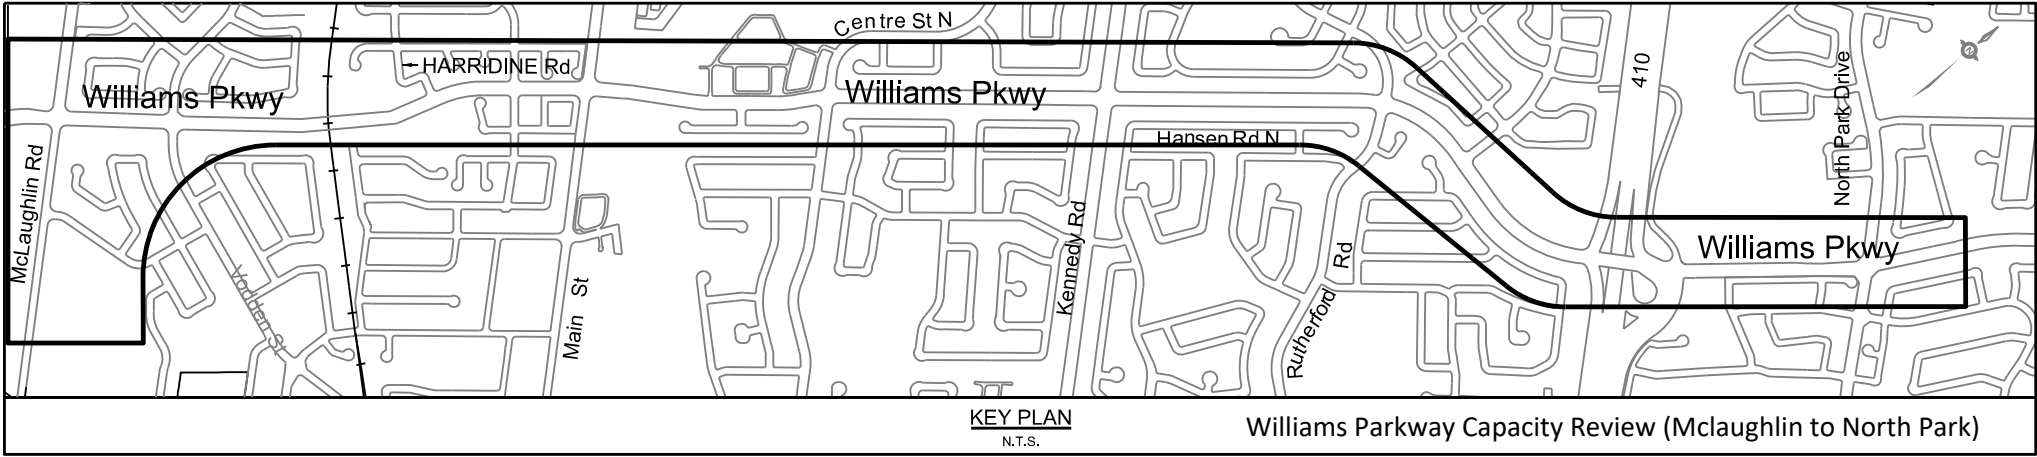 Centre St N
HARRIDINE Rd
Williams Pkwy
Williams Pkwy
410
North Park Drive
Hansen Rd N
McLaughlin Rd
Vodden St
Main St
Kennedy Rd
Rutherford Rd
Williams Pkwy
KEY PLAN
N.T.S.
Williams Parkway Capacity Review (Mclaughlin to North Park)